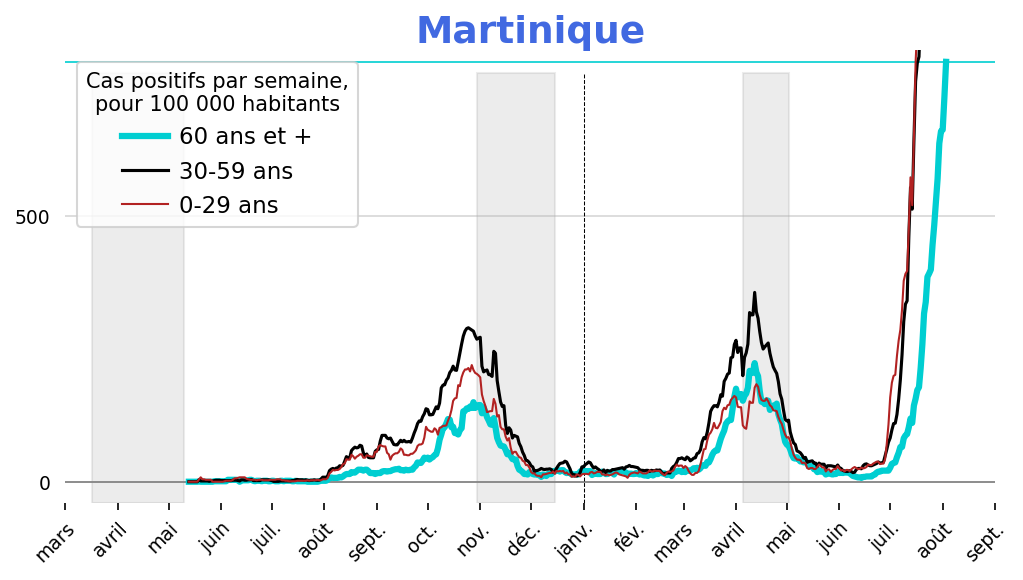 Martinique
Cas positifs par semaine,
pour 100 000 habitants
60 ans et +
30-59 ans
0-29 ans
500
0
mars
avril
mai
juin
juil.
août
sept.
oct.
nov.
déc.
janv.
fév.
mars
avril
mai
juin
juil.
août
sept.